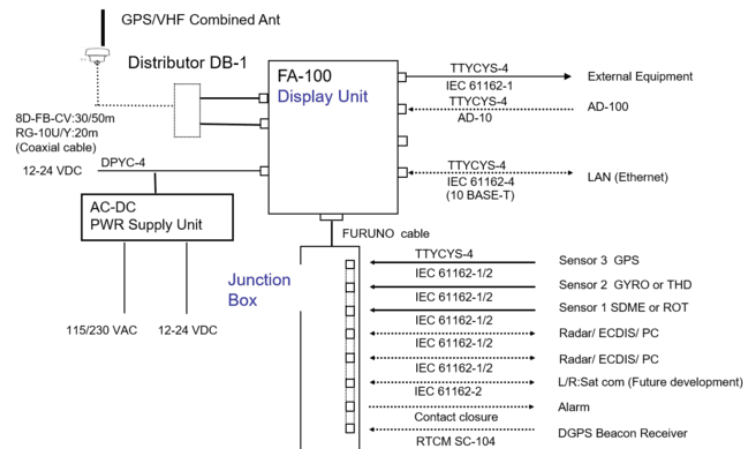 GPS/VHF Combined Ant
Distributor DB-1
FA-100
Display Unit
TTYCYS-4
IEC 61162-1
External Equipment
TTYCYS-4
AD-10
AD-100
8D-FB-CV:30/50m
RG-10U/Y:20m
(Coaxial cable)
12-24 VDC
DPYC-4
TTYCYS-4
IEC 61162-4
(10 BASE-T)
LAN (Ethernet)
AC-DC
PWR Supply Unit
FURUNO cable
115/230 VAC
12-24 VDC
Junction
Box
TTYCYS-4
Sensor 3 GPS
IEC 61162-1/2
Sensor 2 GYRO or THD
IEC 61162-1/2
Sensor 1 SDME or ROT
IEC 61162-1/2
Radar/ ECDIS/ PC
IEC 61162-1/2
Radar/ ECDIS/ PC
IEC 61162-1/2
L/R:Sat com (Future development)
IEC 61162-2
Alarm
Contact closure
DGPS Beacon Receiver
RTCM SC-104